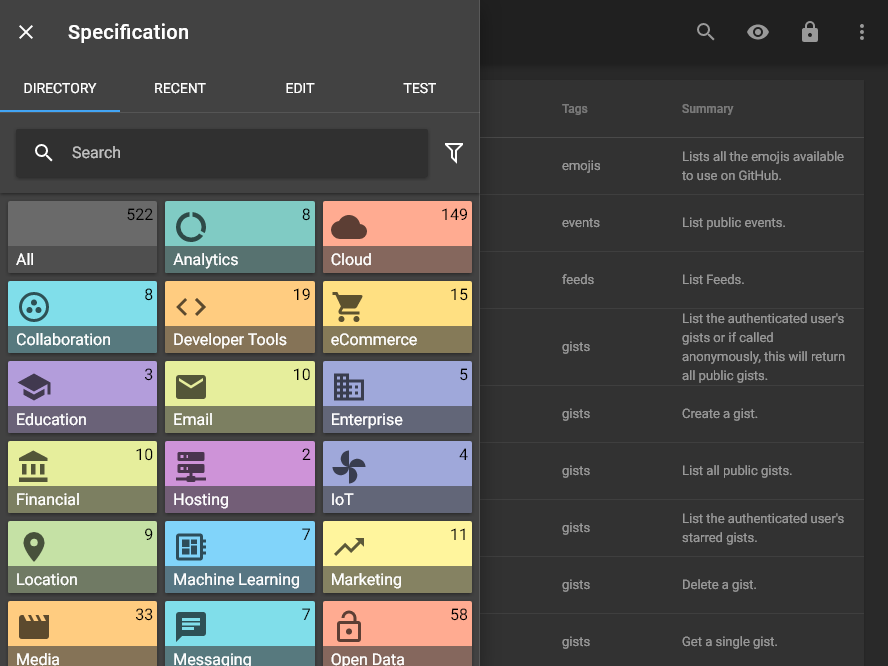 Specification
DIRECTORY RECENT EDIT TEST
Search
522 8 149
All Analytics Cloud
8 19 15
Collaboration Developer Tools eCommerce
3 10 5
Education Email Enterprise
10 2 4
Financial Hosting IoT
9 7 11
Location Machine Learning Marketing
33 7 58
Media Messaging Open Data
Tags Summary
emojis Lists all the emojis available
to use on GitHub.
events List public events.
feeds List Feeds.
List the authenticated user's
gists or if called
gists anonymously, this will return
all public gists.
gists Create a gist.
gists List all public gists.
gists List the authenticated user's
starred gists.
gists Delete a gist.
gists Get a single gist.